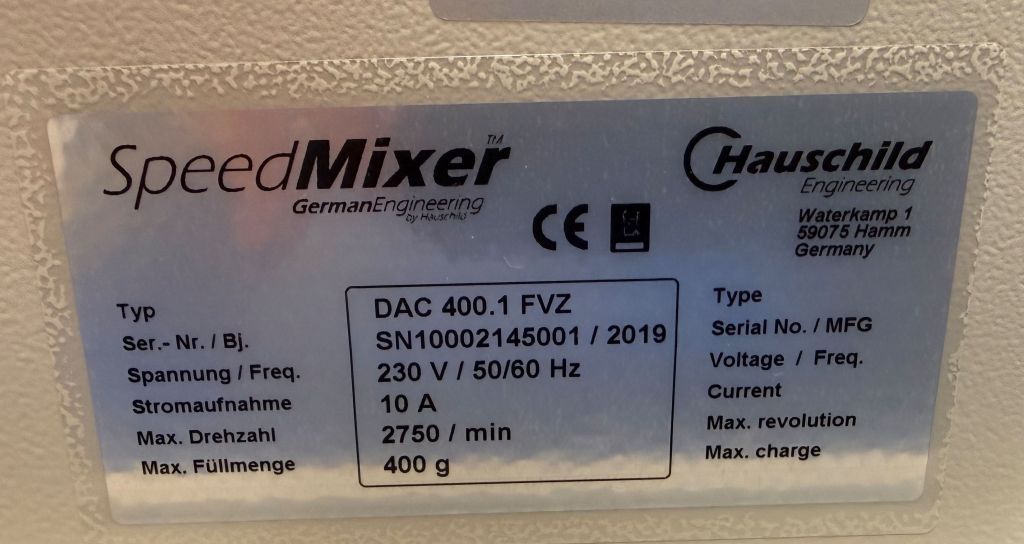 SpeedMixer™
GermanEngineering
by Hauschild
Hauschild
Engineering
Waterkamp 1
59075 Hamm
Germany
CE
Typ DAC 400.1 FVZ Type
Ser.- Nr. / Bj. SN10002145001 / 2019 Serial No. / MFG
Spannung / Freq. 230 V / 50/60 Hz Voltage / Freq.
Stromaufnahme 10 A Current
Max. Drehzahl 2750 / min Max. revolution
Max. Füllmenge 400 g Max. charge